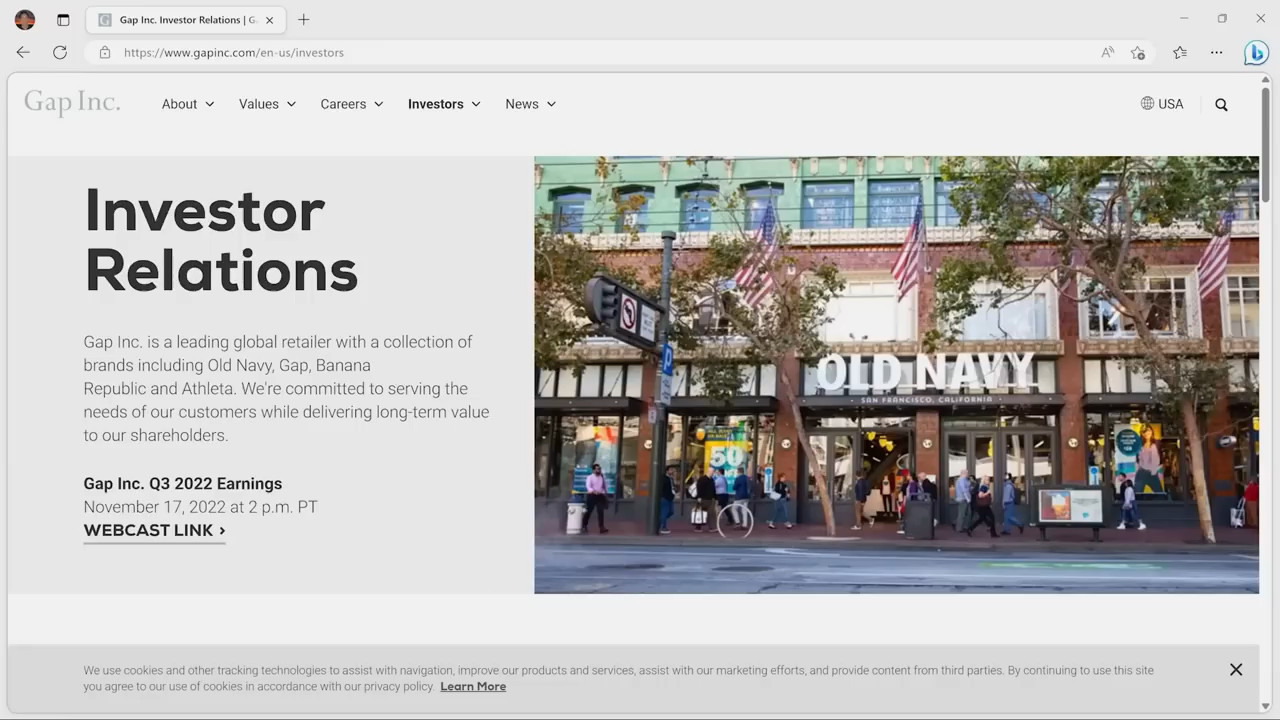 Gap Inc. Investor Relations | G
https://www.gapinc.com/en-us/investors
Gap Inc.
About
Values
Careers
Investors
News
USA
Investor
Relations
Gap Inc. is a leading global retailer with a collection of
brands including Old Navy, Gap, Banana
Republic and Athleta. We're committed to serving the
needs of our customers while delivering long-term value
to our shareholders.
Gap Inc. Q3 2022 Earnings
November 17, 2022 at 2 p.m. PT
WEBCAST LINK ›
OLD NAVY
SAN FRANCISCO, CALIFORNIA
P
50
We use cookies and other tracking technologies to assist with navigation, improve our products and services, assist with our marketing efforts, and provide content from third parties. By continuing to use this site
you agree to our use of cookies in accordance with our privacy policy. Learn More